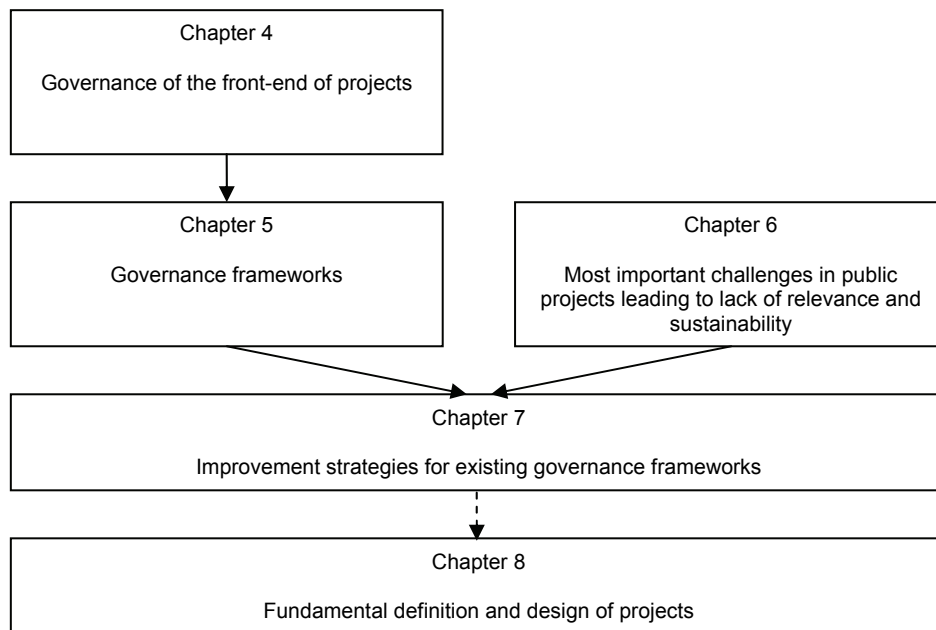 Chapter 4
Governance of the front-end of projects
Chapter 5
Governance frameworks
Chapter 6
Most important challenges in public
projects leading to lack of relevance and
sustainability
Chapter 7
Improvement strategies for existing governance frameworks
Chapter 8
Fundamental definition and design of projects